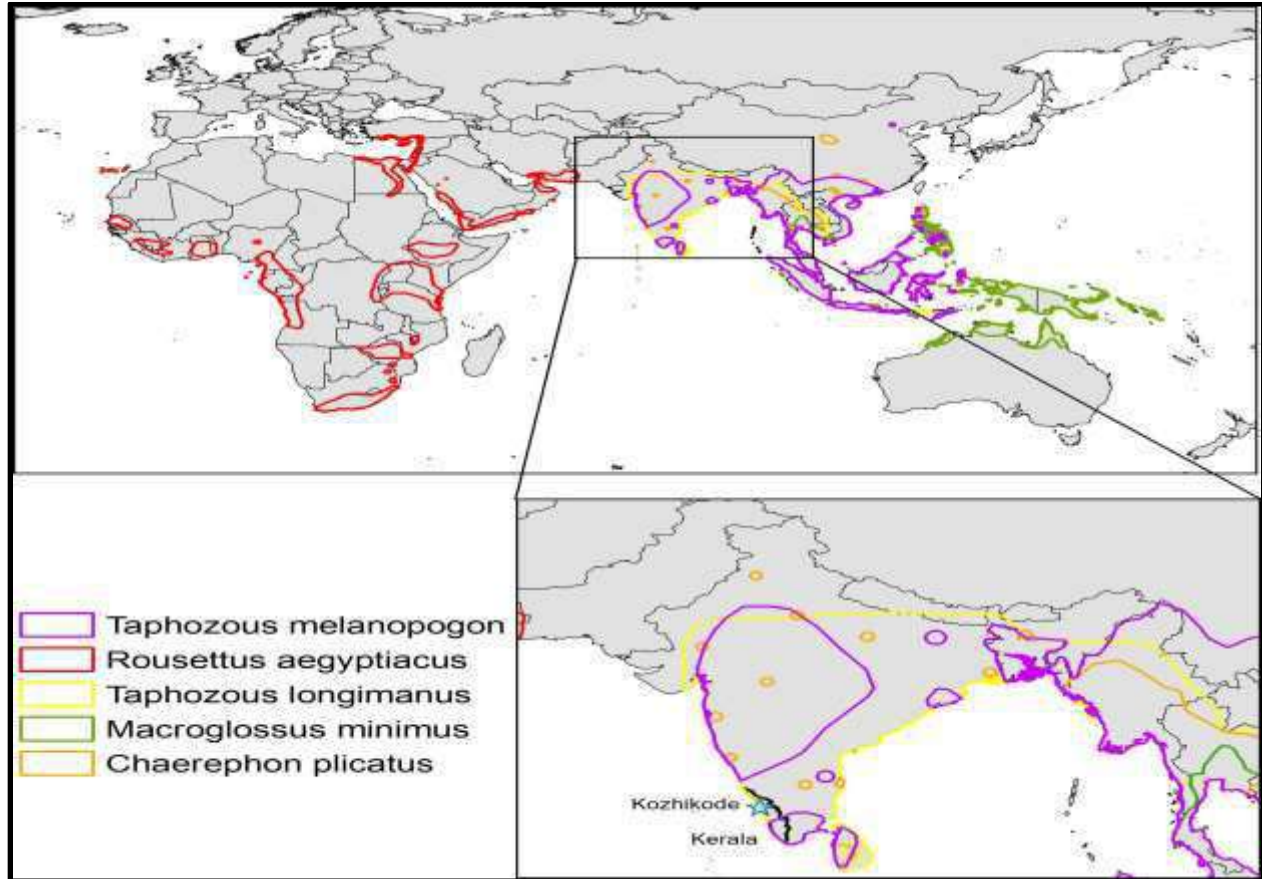 Taphozous melanopogon
Rousettus aegyptiacus
Taphozous longimanus
Macroglossus minimus
Chaerephon plicatus
Kozhikode
Kerala